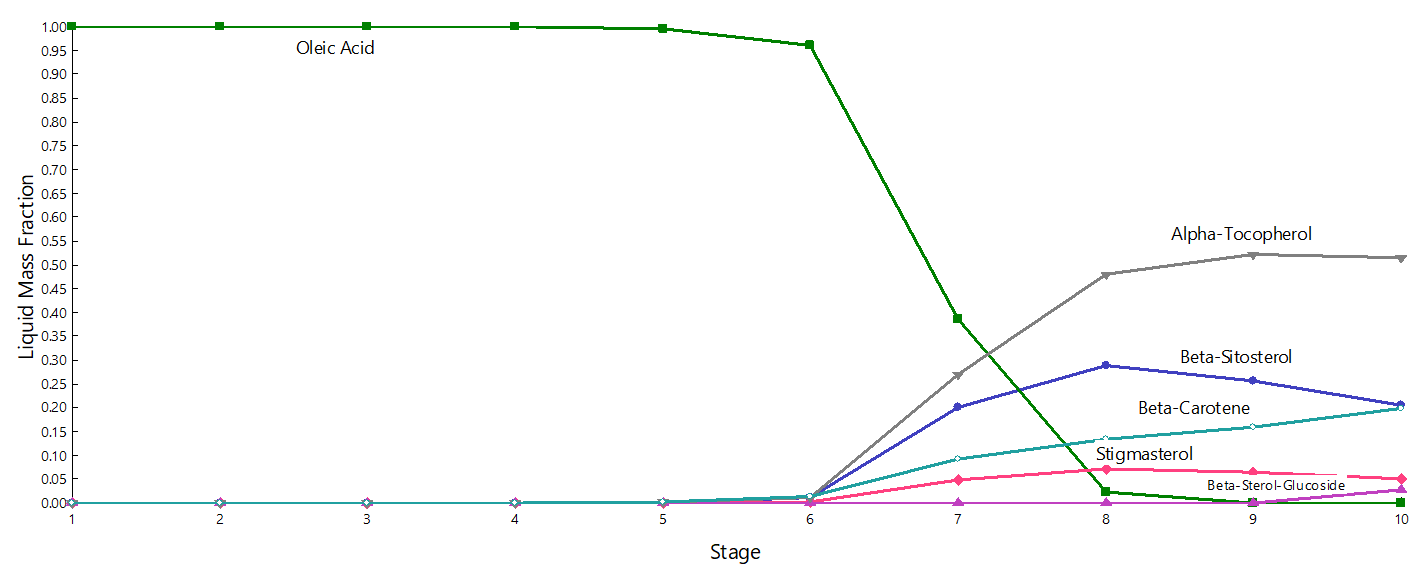 1.00
Oleic Acid
0.95
0.90
0.85
0.80
0.75
0.70
0.65
0.60
0.55
0.50
0.45
0.40
0.35
0.30
0.25
0.20
0.15
0.10
0.05
0.00
Liquid Mass Fraction
Alpha-Tocopherol
Beta-Sitosterol
Beta-Carotene
Stigmasterol
Beta-Sterol-Glucoside
1 2 3 4 5 6 7 8 9 10
Stage